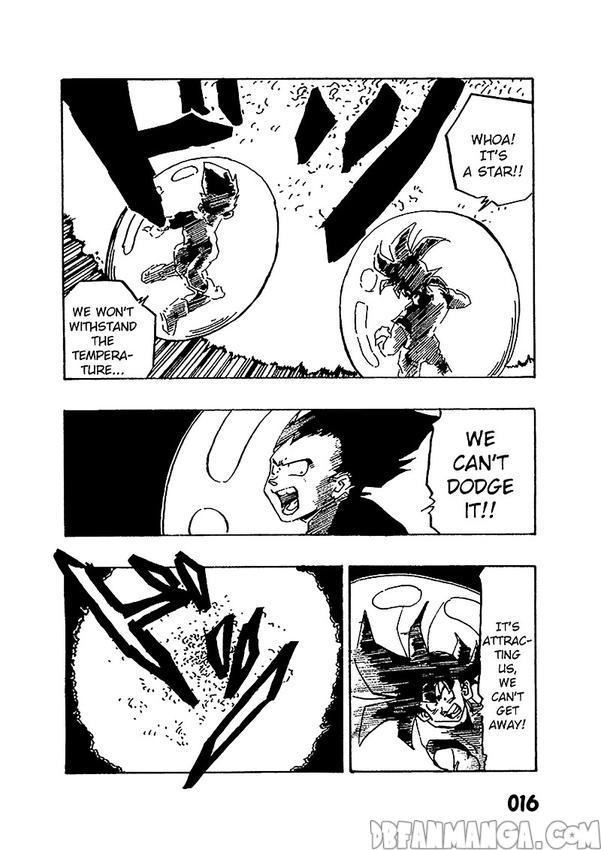 WHOA!
IT'S
A STAR!!
WE WON'T
WITHSTAND
THE
TEMPERA-
TURE...
WE
CAN'T
DODGE
IT!!
IT'S
ATTRAC-
TING
US,
WE
CAN'T
GET
AWAY!
016
DBFANMANGA.COM